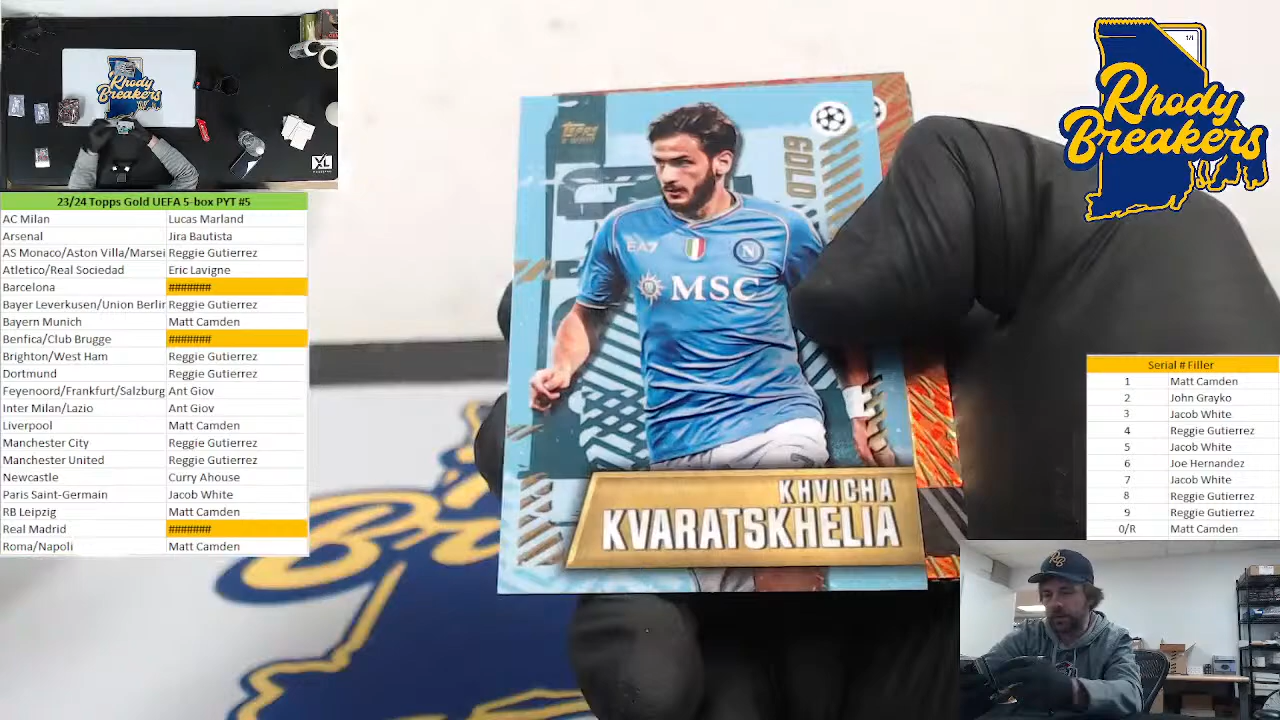 Rhody
Breakers
23/24 Topps Gold UEFA 5-box PYT #5
AC Milan Lucas Marland
Arsenal Jira Bautista
AS Monaco/Aston Villa/Marsei Reggie Gutierrez
Atletico/Real Sociedad Eric Lavigne
Barcelona #######
Bayer Leverkusen/Union Berlir Reggie Gutierrez
Bayern Munich Matt Camden
Benfica/Club Brugge #######
Brighton/West Ham Reggie Gutierrez
Dortmund Reggie Gutierrez
Feyenoord/Frankfurt/Salzburg Ant Giov
Inter Milan/Lazio Ant Giov
Liverpool Matt Camden
Manchester City Reggie Gutierrez
Manchester United Reggie Gutierrez
Newcastle Curry Ahouse
Paris Saint-Germain Jacob White
RB Leipzig Matt Camden
Real Madrid #######
Roma/Napoli Matt Camden
XL
Topps
GOLD
EA7
N
MSC
KHVICHA
KVARATSKHELIA
1/1
Rhody
Breakers
Serial # Filler
1 Matt Camden
2 John Grayko
3 Jacob White
4 Reggie Gutierrez
5 Jacob White
6 Joe Hernandez
7 Jacob White
8 Reggie Gutierrez
9 Reggie Gutierrez
0/R Matt Camden
RB